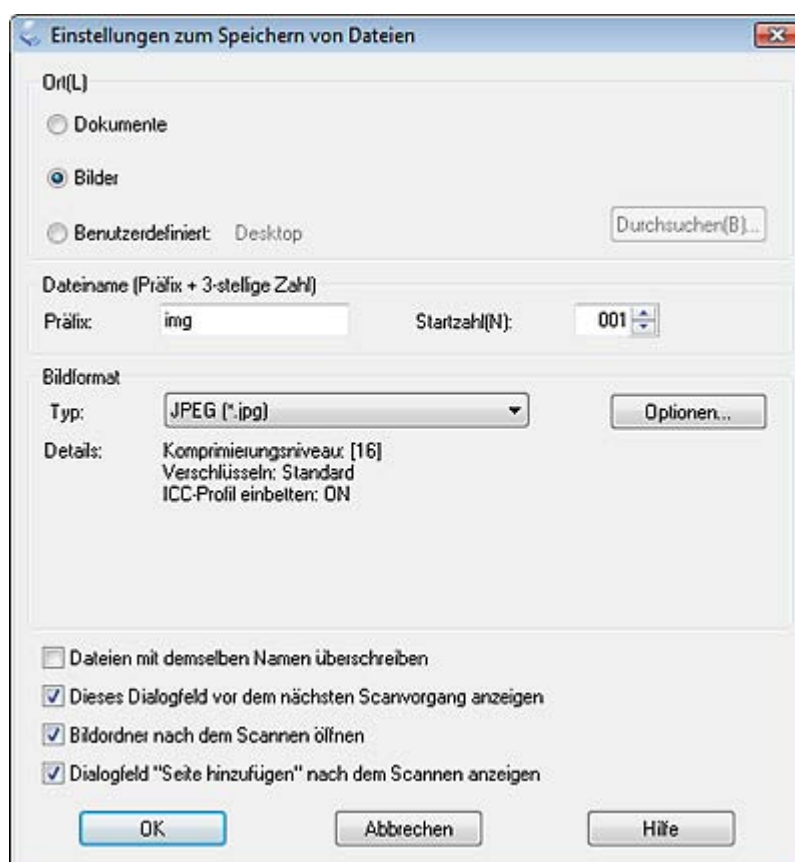 Einstellungen zum Speichern von Dateien
Ort(L)
Dokumente
Bilder
Benutzerdefiniert: Desktop Durchsuchen(B)...
Dateiname (Präfix + 3-stellige Zahl)
Präfix: img Startzahl(N): 001
Bildformat
Typ: JPEG (*.jpg) Optionen...
Details: Komprimierungsniveau: [16]
Verschlüsseln: Standard
ICC-Profil einbetten: ON
Dateien mit demselben Namen überschreiben
Dieses Dialogfeld vor dem nächsten Scanvorgang anzeigen
Bildordner nach dem Scannen öffnen
Dialogfeld "Seite hinzufügen" nach dem Scannen anzeigen
OK Abbrechen Hilfe